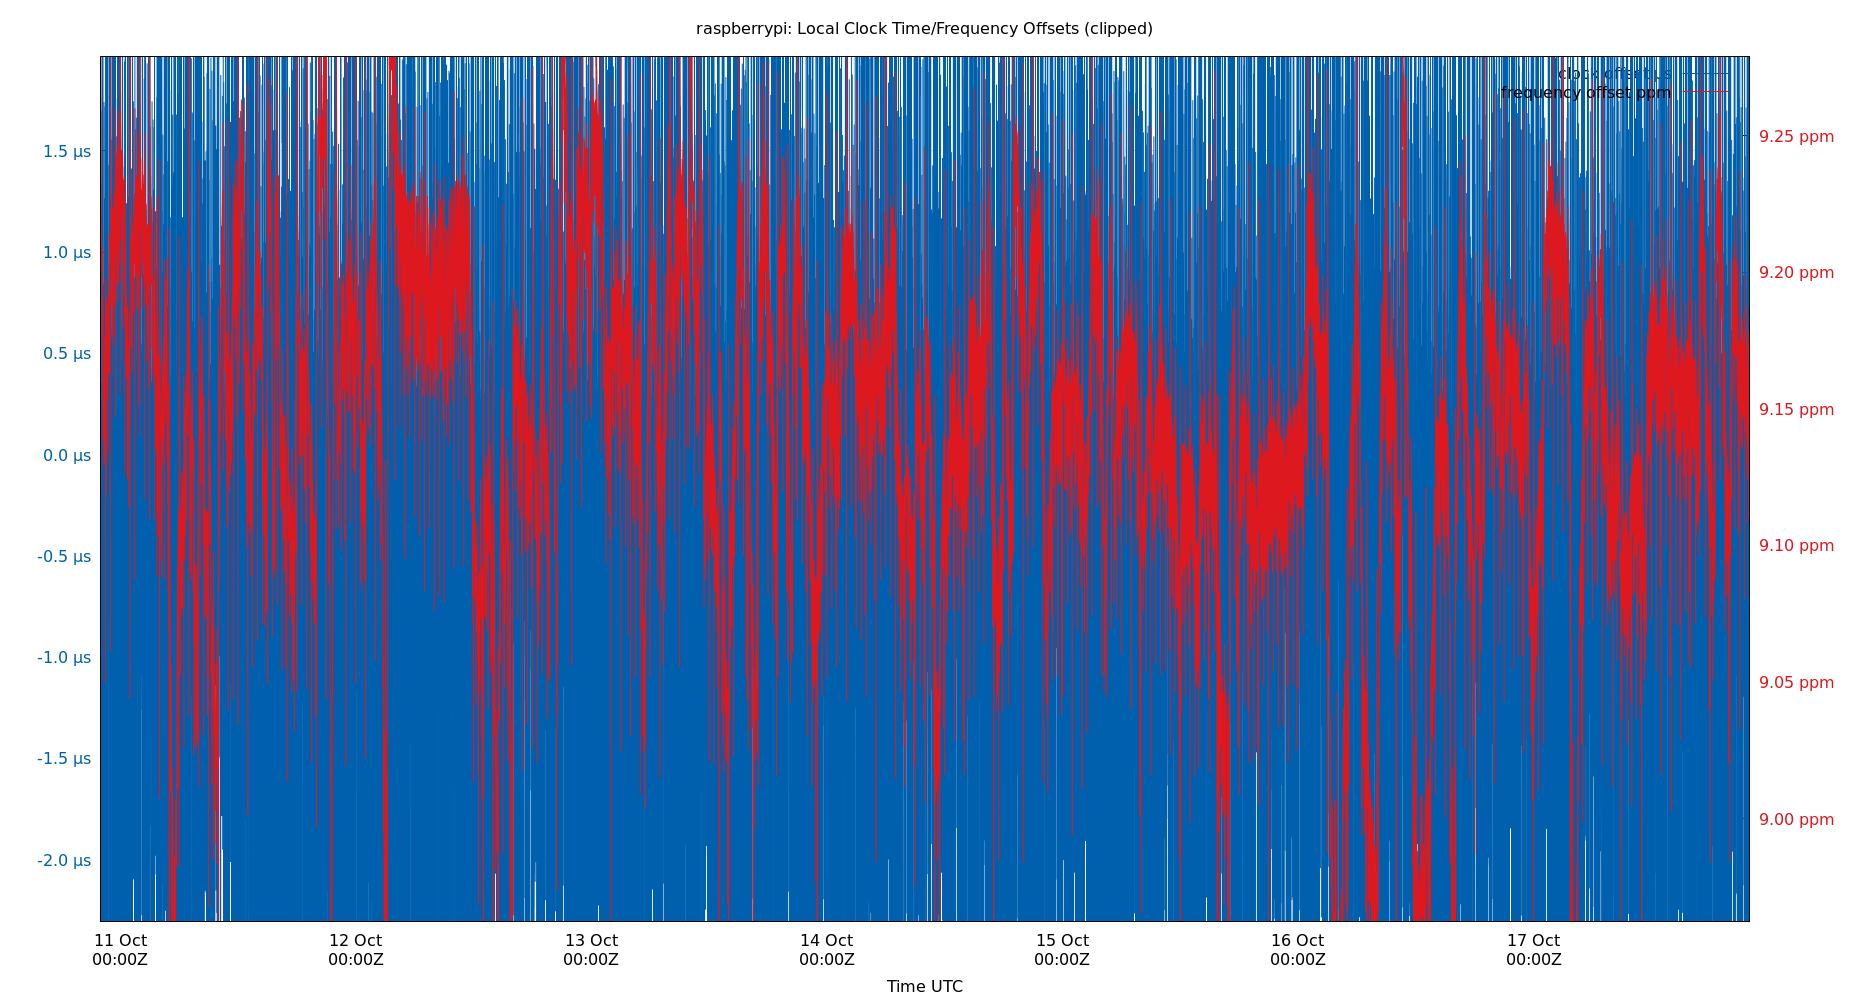 raspberrypi: Local Clock Time/Frequency Offsets (clipped)
clock offset µs
frequency offset ppm
1.5 µs
1.0 µs
0.5 µs
0.0 µs
-0.5 µs
-1.0 µs
-1.5 µs
-2.0 µs
9.25 ppm
9.20 ppm
9.15 ppm
9.10 ppm
9.05 ppm
9.00 ppm
11 Oct
00:00Z
12 Oct
00:00Z
13 Oct
00:00Z
14 Oct
00:00Z
15 Oct
00:00Z
16 Oct
00:00Z
17 Oct
00:00Z
Time UTC